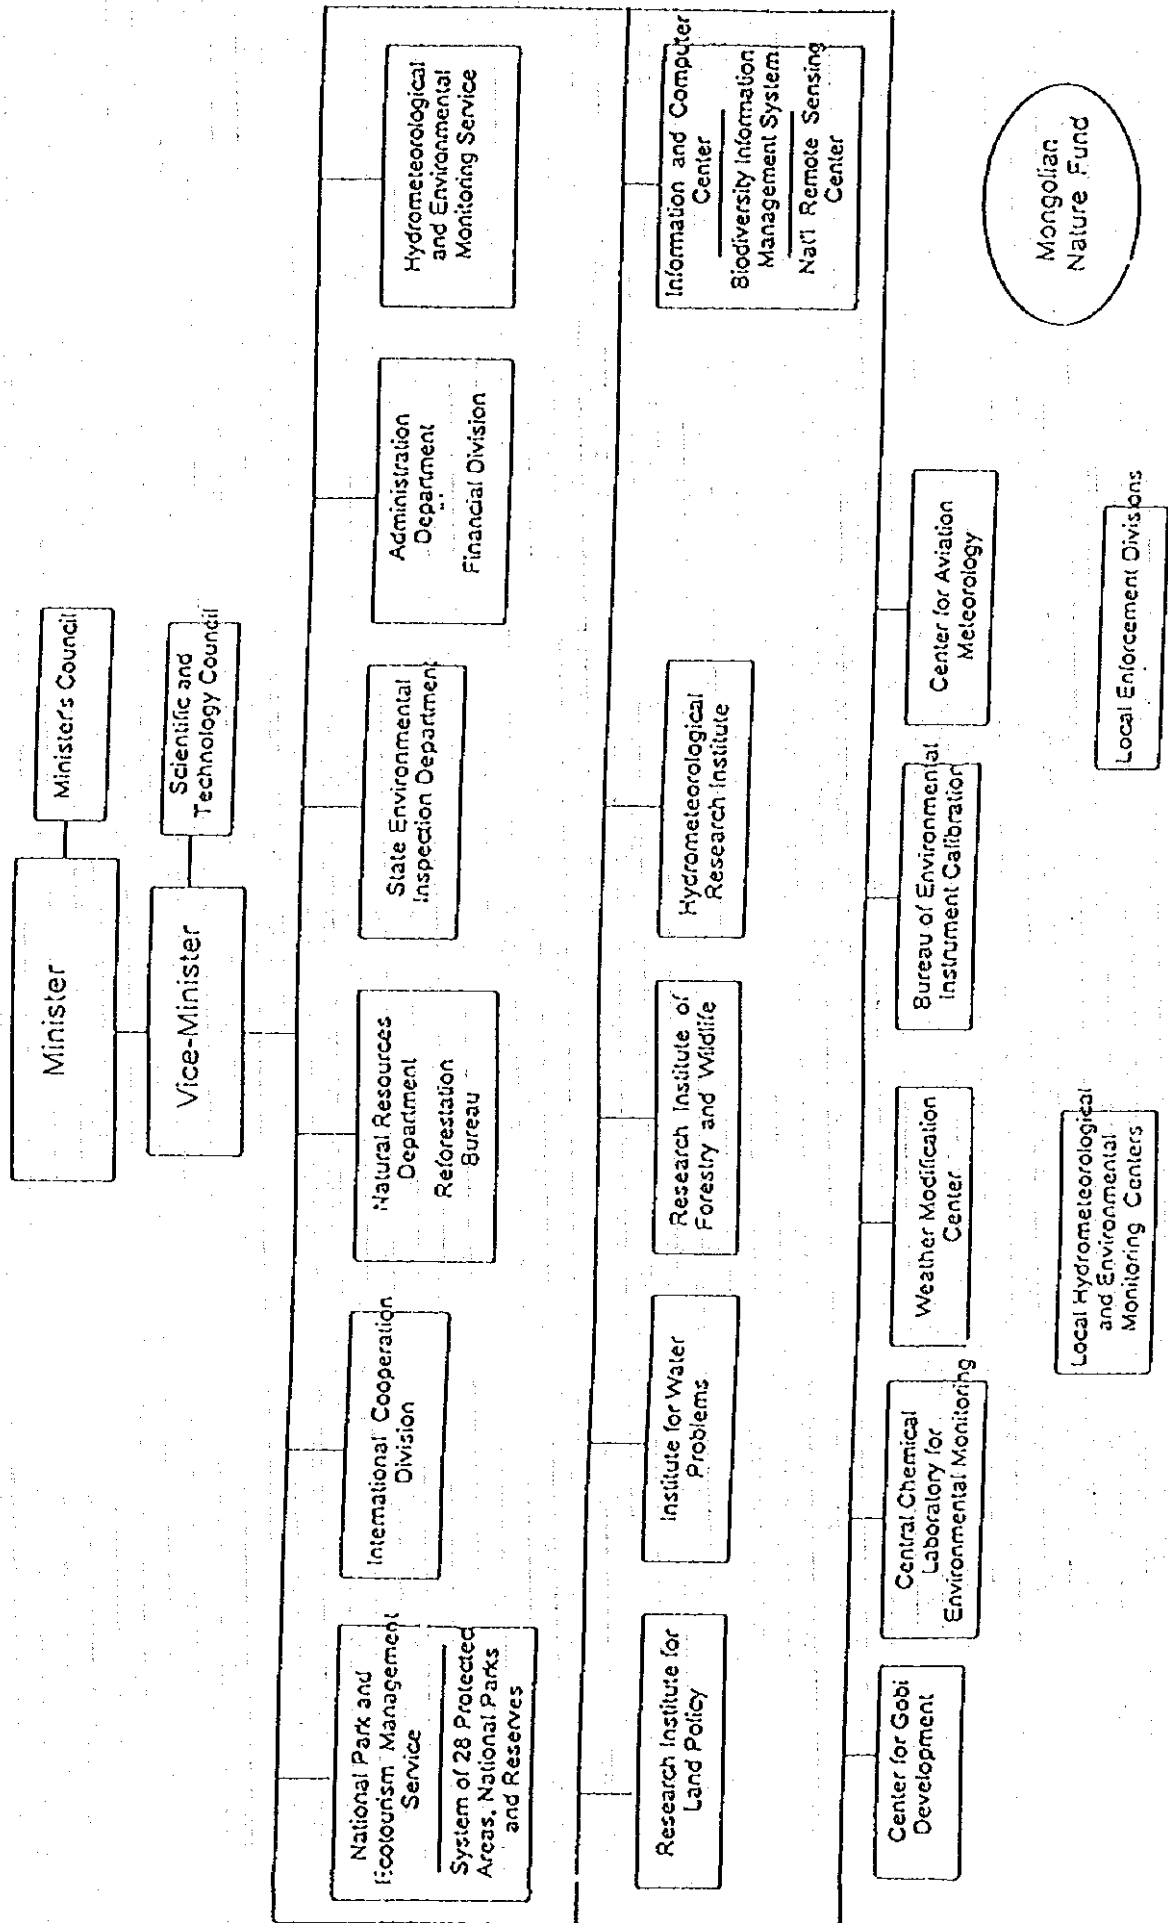 Minister
Minister's Council
Vice-Minister
Scientific and
Technology Council
National Park and
Ecotourism Management
Service
System of 28 Protected
Areas, National Parks
and Reserves
International Cooperation
Division
Natural Resources
Department
Reforestation
Bureau
State Environmental
Inspection Department
Administration
Department
Financial Division
Hydrometeorological
and Environmental
Monitoring Service
Research Institute for
Land Policy
Institute for Water
Problems
Research Institute of
Forestry and Wildlife
Hydrometeorological
Research Institute
Information and Computer
Center
Biodiversity Information
Management System
Nat'l Remote Sensing
Center
Center for Gobi
Development
Central Chemical
Laboratory for
Environmental Monitoring
Weather Modification
Center
Bureau of Environmental
Instrument Calibration
Center for Aviation
Meteorology
Local Hydrometeorological
and Environmental
Monitoring Centers
Local Enforcement Divisions
Mongolian
Nature Fund